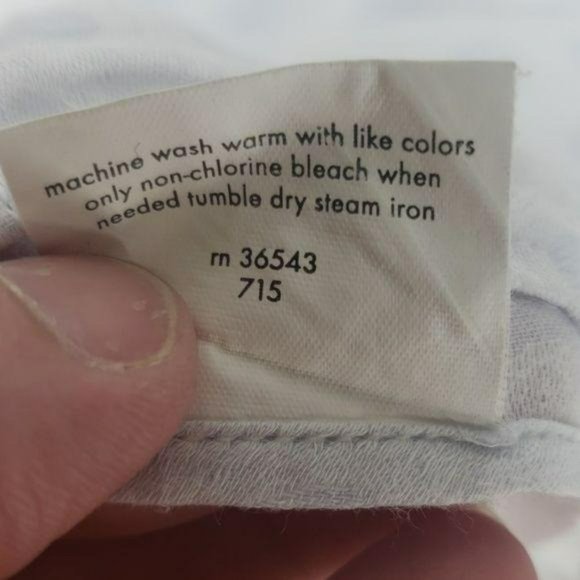 machine wash warm with like colors
only non-chlorine bleach when
needed tumble dry steam iron
rn 36543
715